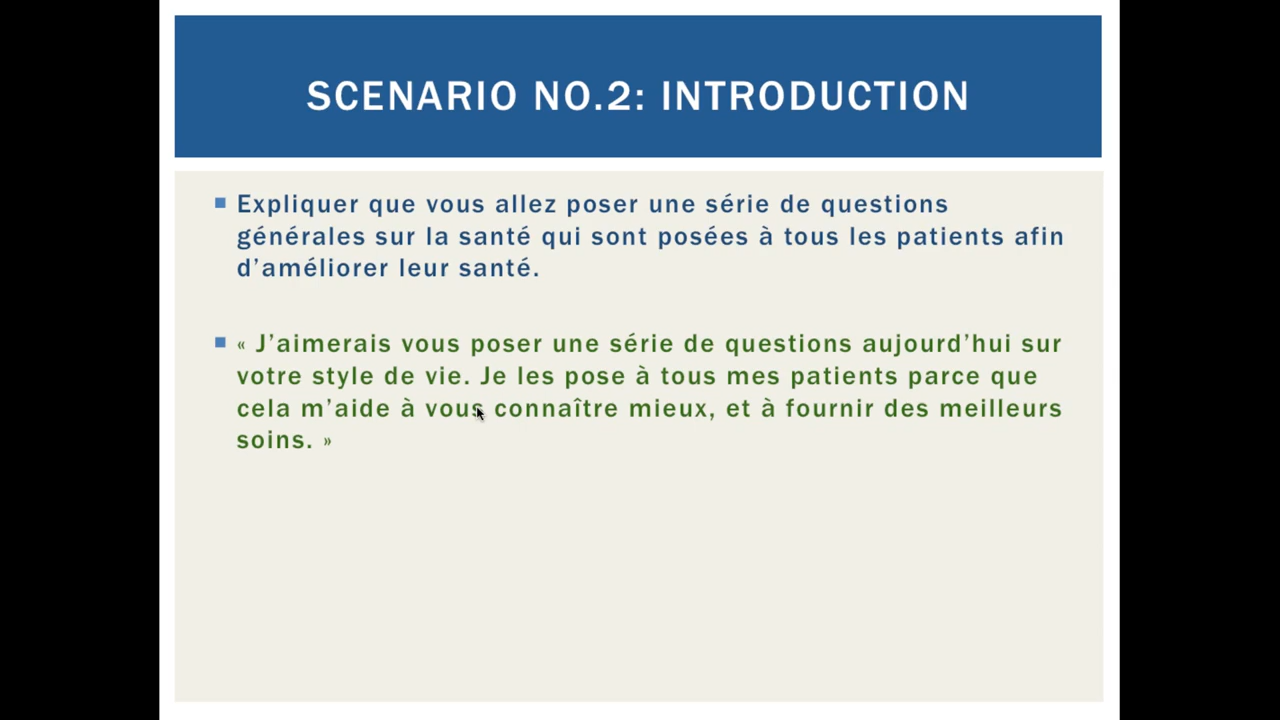 SCENARIO NO.2: INTRODUCTION
Expliquer que vous allez poser une série de questions
générales sur la santé qui sont posées à tous les patients afin
d’améliorer leur santé.
« J’aimerais vous poser une série de questions aujourd’hui sur
votre style de vie. Je les pose à tous mes patients parce que
cela m’aide à vous connaître mieux, et à fournir des meilleurs
soins. »